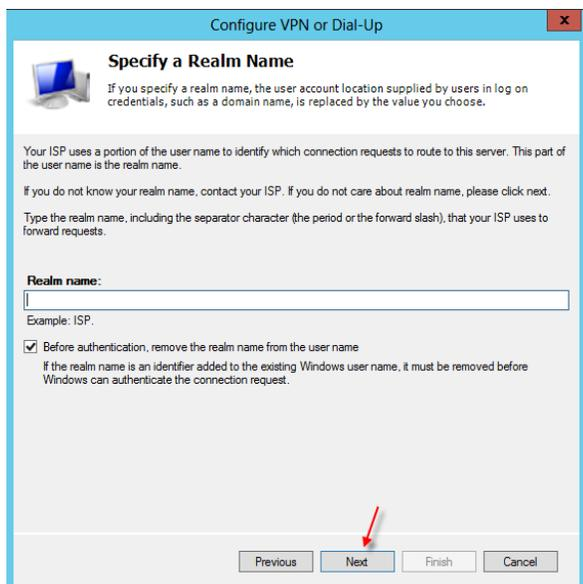 Configure VPN or Dial-Up
x
Specify a Realm Name
If you specify a realm name, the user account location supplied by users in log on
credentials, such as a domain name, is replaced by the value you choose.
Your ISP uses a portion of the user name to identify which connection requests to route to this server. This part of
the user name is the realm name.
If you do not know your realm name, contact your ISP. If you do not care about realm name, please click next.
Type the realm name, including the separator character (the period or the forward slash), that your ISP uses to
forward requests.
Realm name:
Example: ISP.
Before authentication, remove the realm name from the user name
If the realm name is an identifier added to the existing Windows user name, it must be removed before
Windows can authenticate the connection request.
Previous Next Finish Cancel